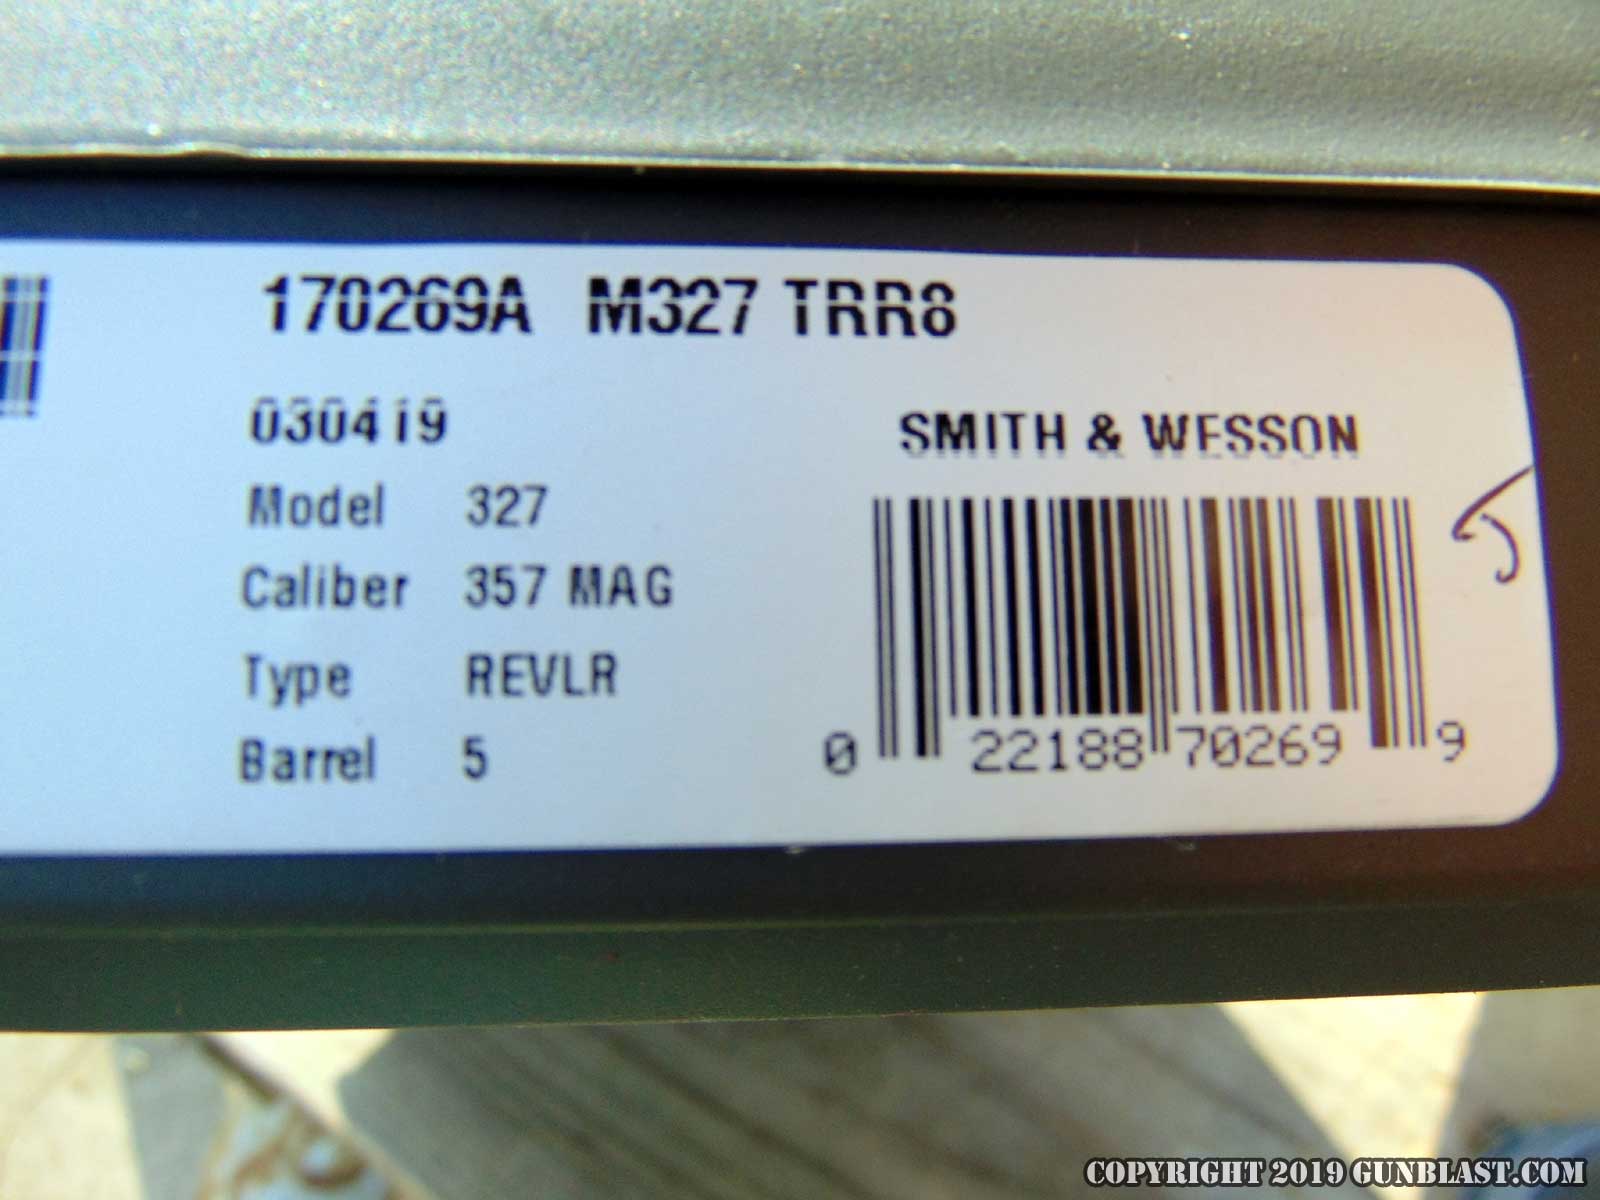 170269A M327 TRR8
030419
Model 327
Caliber 357 MAG
Type REVLR
Barrel 5
SMITH & WESSON
0 22188 70269 9
COPYRIGHT 2019 GUNBLAST.COM